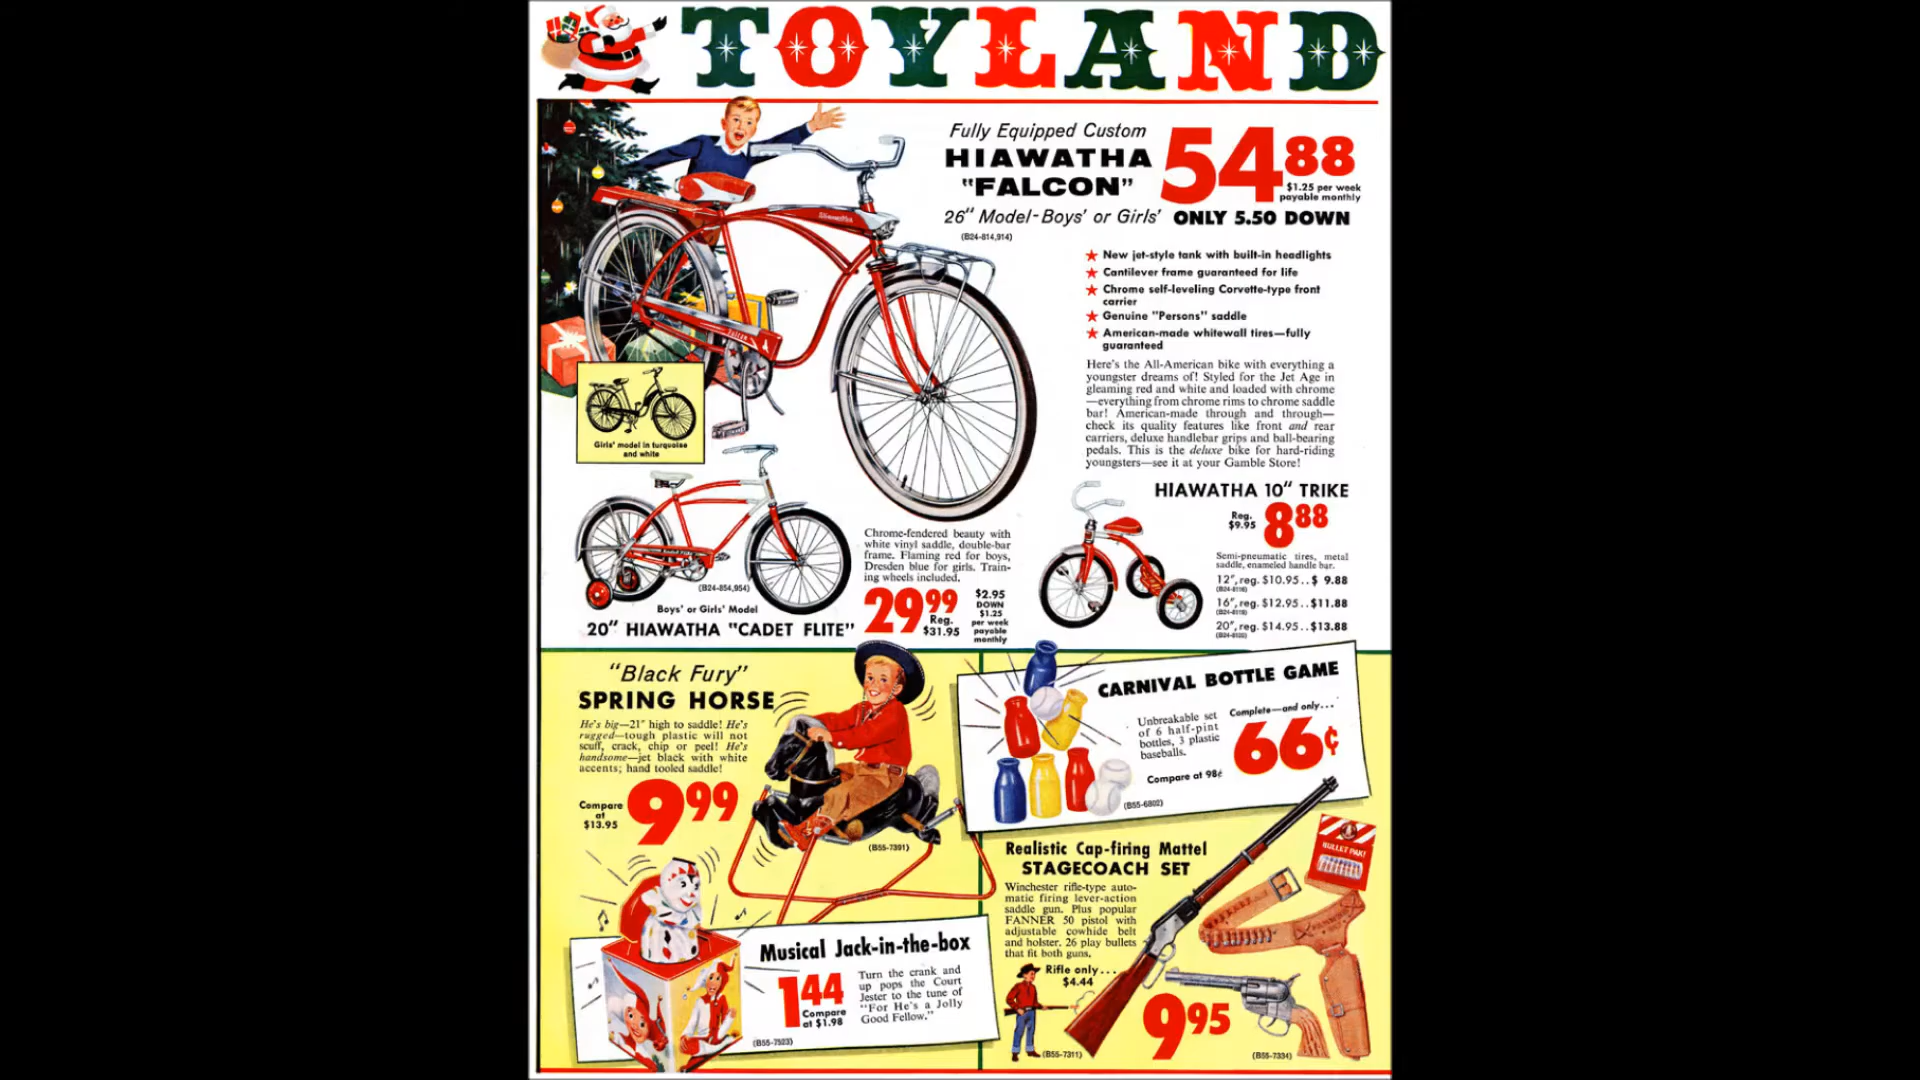 TOYLAND
Fully Equipped Custom
HIAWATHA
"FALCON"
26" Model-Boys' or Girls'
(B24-814,914)
5488
$1.25 per week
payable monthly
ONLY 5.50 DOWN
New jet-style tank with built-in headlights
Cantilever frame guaranteed for life
Chrome self-leveling Corvette-type front
carrier
Genuine "Persons" saddle
American-made whitewall tires—fully
guaranteed
Here's the All-American bike with everything a
youngster dreams of! Styled for the Jet Age in
gleaming red and white and loaded with chrome
—everything from chrome rims to chrome saddle
bar! American-made through and through—
check its quality features like front and rear
carriers, deluxe handlebar grips and ball-bearing
pedals. This is the deluxe bike for hard-riding
youngsters—see it at your Gamble Store!
Girls' model in turquoise
and white
(B24-854,954)
Boys' or Girls' Model
20" HIAWATHA "CADET FLITE"
Chrome-fendered beauty with
white vinyl saddle, double-bar
frame. Flaming red for boys,
Dresden blue for girls. Train-
ing wheels included.
2999
Reg.
$31.95
$2.95
DOWN
$1.25
per week
payable
monthly
HIAWATHA 10" TRIKE
Reg.
$9.95
888
Semi-pneumatic tires, metal
saddle, enameled handle bar.
12", reg. $10.95..$ 9.88
16", reg. $12.95..$11.88
20", reg. $14.95..$13.88
"Black Fury"
SPRING HORSE
He's big—21" high to saddle! He's
rugged—tough plastic will not
scuff, crack, chip or peel! He's
handsome—jet black with white
accents; hand tooled saddle!
Compare
at
$13.95
999
(B55-7391)
CARNIVAL BOTTLE GAME
Unbreakable set
of 6 half-pint
bottles, 3 plastic
baseballs.
Complete—and only...
66¢
Compare at 98¢
(B55-6802)
Musical Jack-in-the-box
144
Compare
at $1.98
Turn the crank and
up pops the Court
Jester to the tune of
"For He's a Jolly
Good Fellow."
(B55-7523)
Realistic Cap-firing Mattel
STAGECOACH SET
Winchester rifle-type auto-
matic firing lever-action
saddle gun. Plus popular
FANNER 50 pistol with
adjustable cowhide belt
and holster. 26 play bullets
that fit both guns.
Rifle only...
$4.44
(B55-7311)
995
(B55-7334)
BULLET PAK!